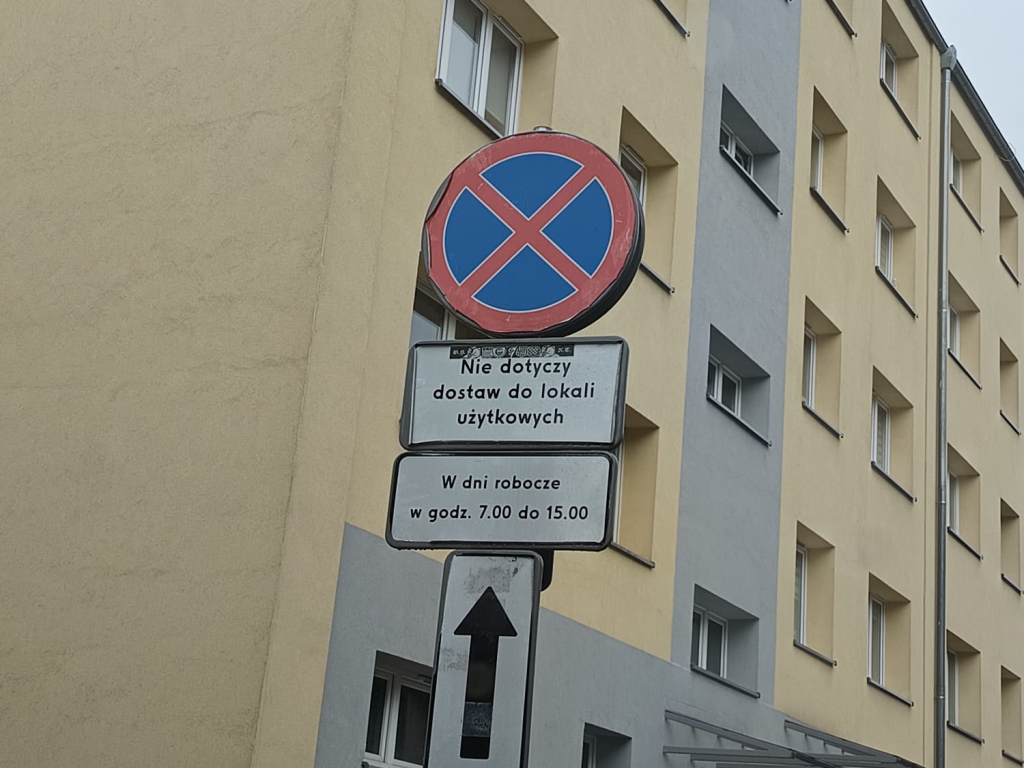 Nie dotyczy
dostaw do lokali
użytkowych
W dni robocze
w godz. 7.00 do 15.00